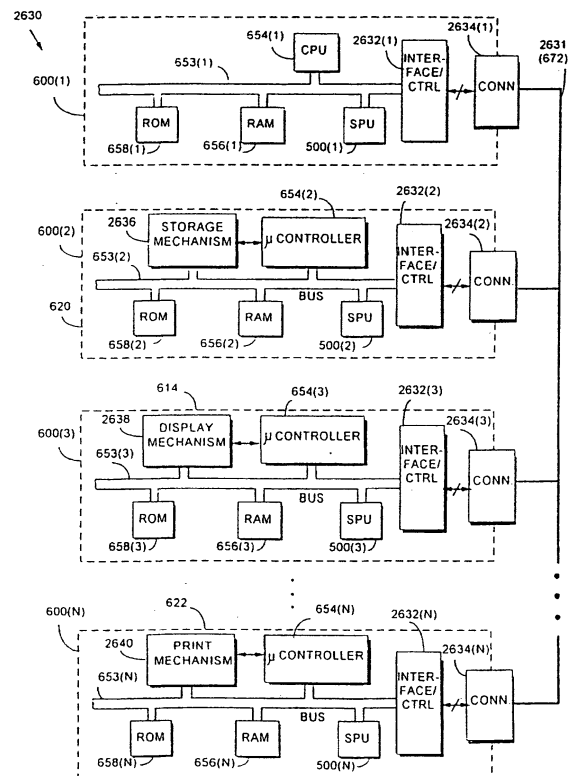 2630
654(1)
2632(1)
2634(1)
2631
(672)
CPU
INTER-
FACE/
CTRL
CONN
653(1)
600(1)
ROM
RAM
SPU
658(1)
656(1)
500(1)
654(2)
2632(2)
600(2)
2636
STORAGE
MECHANISM
μ CONTROLLER
2634(2)
653(2)
INTER-
FACE/
CTRL
CONN.
BUS
620
ROM
RAM
SPU
658(2)
656(2)
500(2)
614
654(3)
2632(3)
600(3)
2638
DISPLAY
MECHANISM
μ CONTROLLER
2634(3)
653(3)
INTER-
FACE/
CTRL
CONN.
BUS
ROM
RAM
SPU
658(3)
656(3)
500(3)
622
600(N)
654(N)
2632(N)
2640
PRINT
MECHANISM
μ CONTROLLER
2634(N)
653(N)
INTER-
FACE/
CTRL
CONN.
BUS
ROM
RAM
SPU
658(N)
656(N)
500(N)